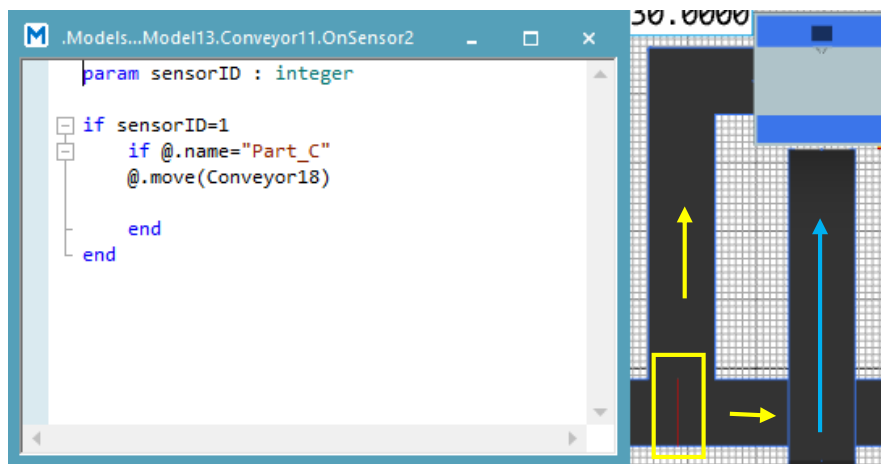 M .Models...Model13.Conveyor11.OnSensor2
30.0000
param sensorID : integer
if sensorID=1
if @.name="Part_C"
@.move(Conveyor18)
end
end